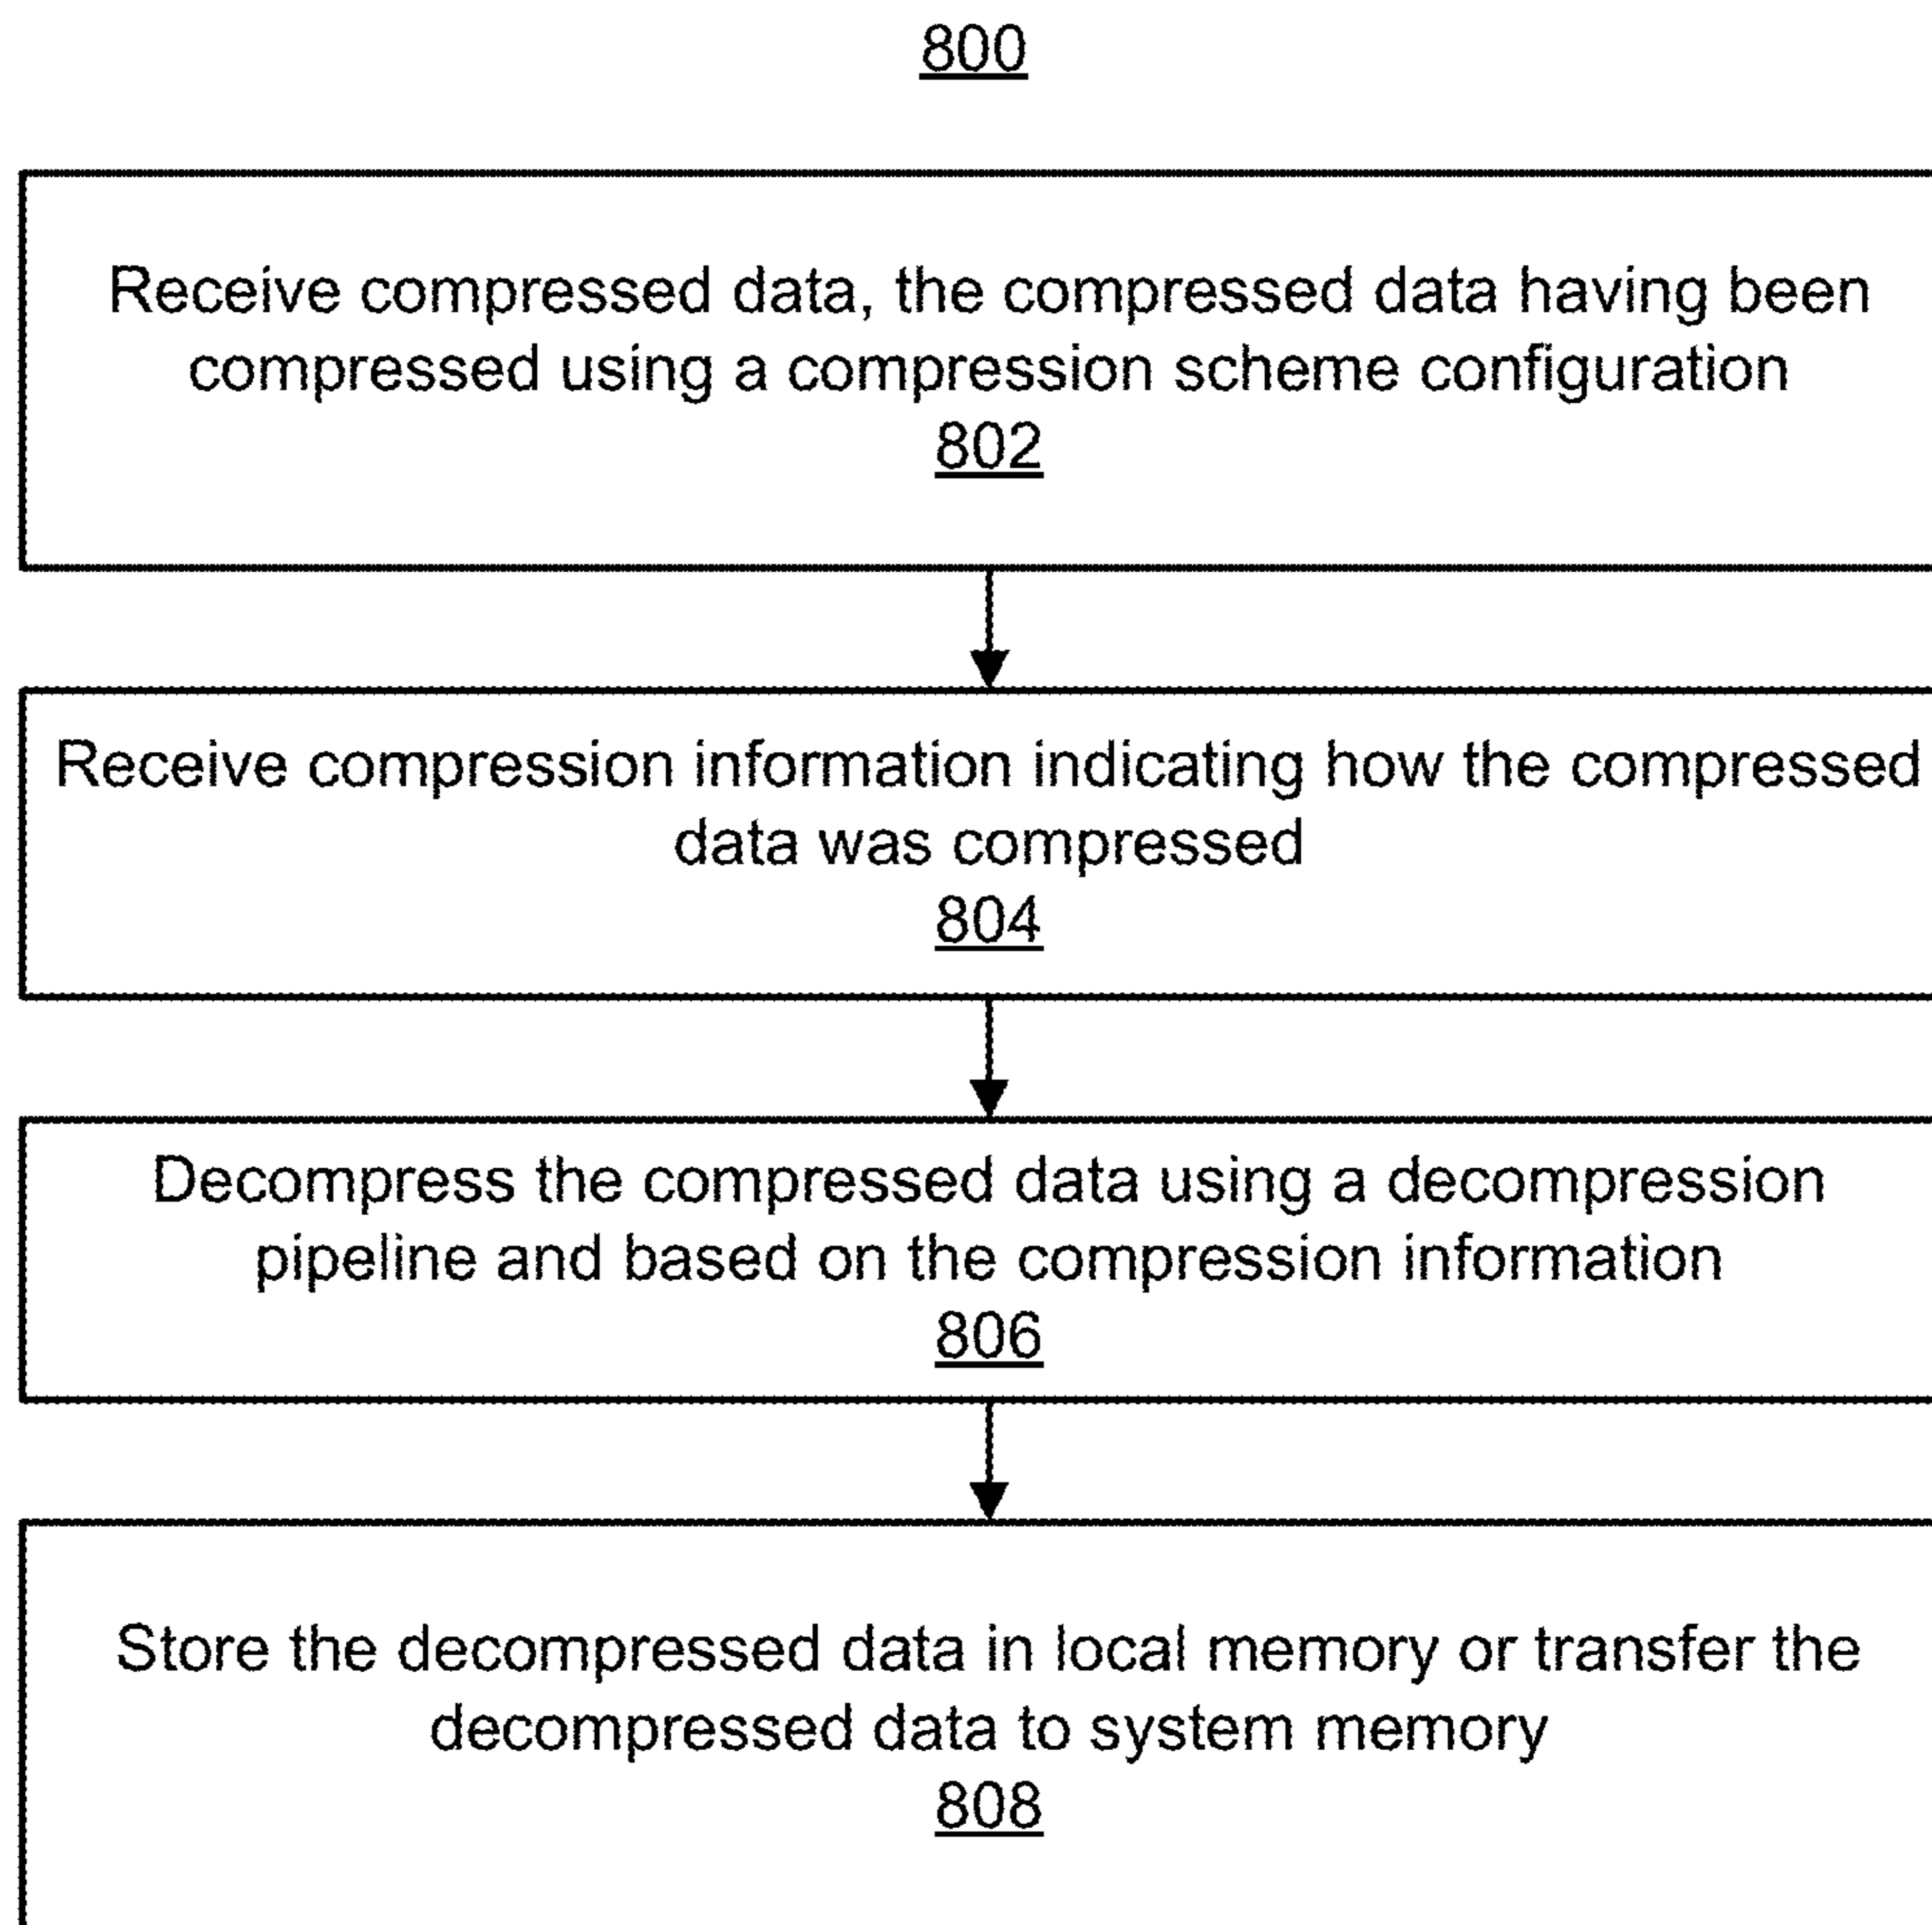 800
Receive compressed data, the compressed data having been
compressed using a compression scheme configuration
802
Receive compression information indicating how the compressed
data was compressed
804
Decompress the compressed data using a decompression
pipeline and based on the compression information
806
Store the decompressed data in local memory or transfer the
decompressed data to system memory
808